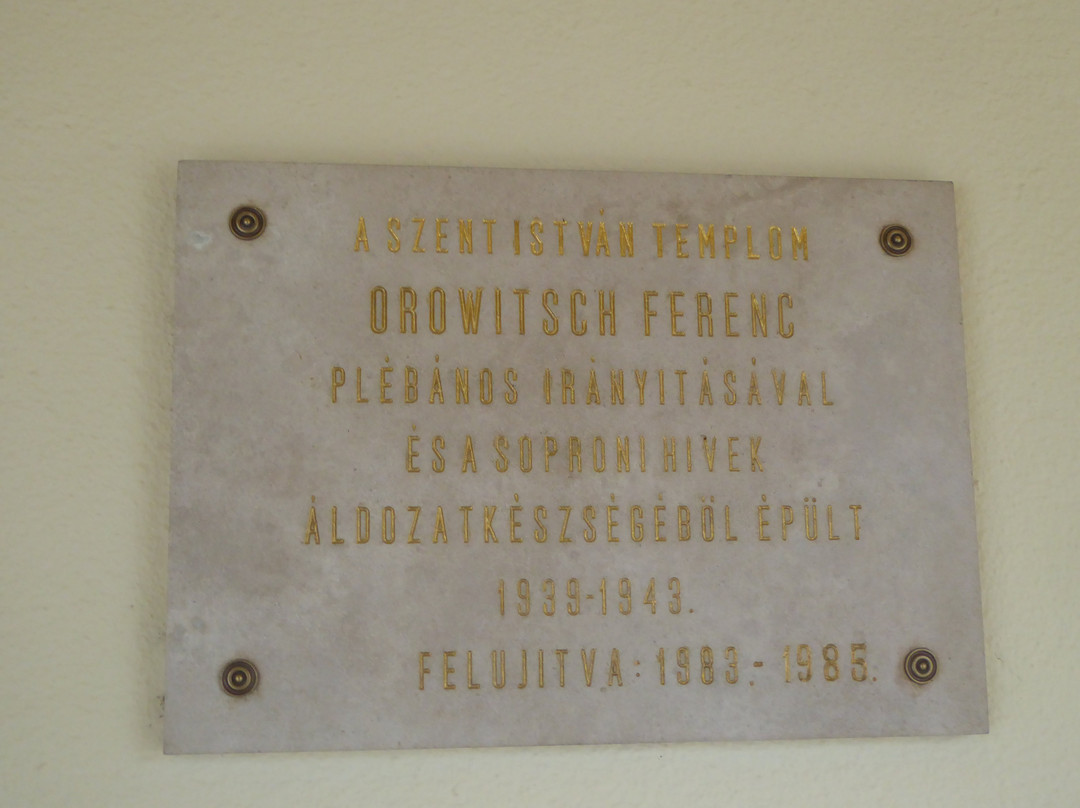 A SZENT ISTVÁN TEMPLOM
OROWITSCH FERENC
PLÉBÁNOS IRÁNYITÁSÁVAL
ÉS A SOPRONI HIVEK
ÁLDOZATKÉSZSÉGÉBŐL ÉPÜLT
1939-1943.
FELUJITVA: 1983.- 1985.